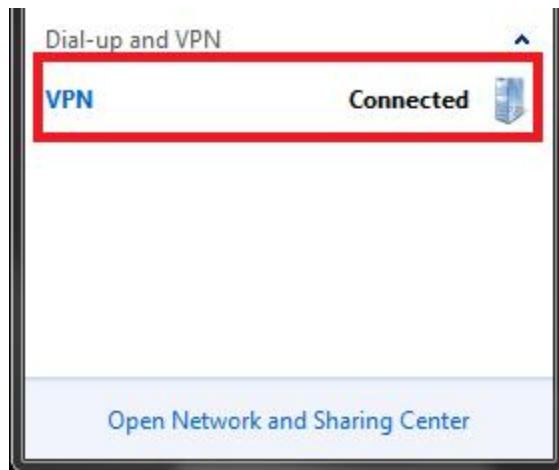 Dial-up and VPN
VPN Connected
Open Network and Sharing Center